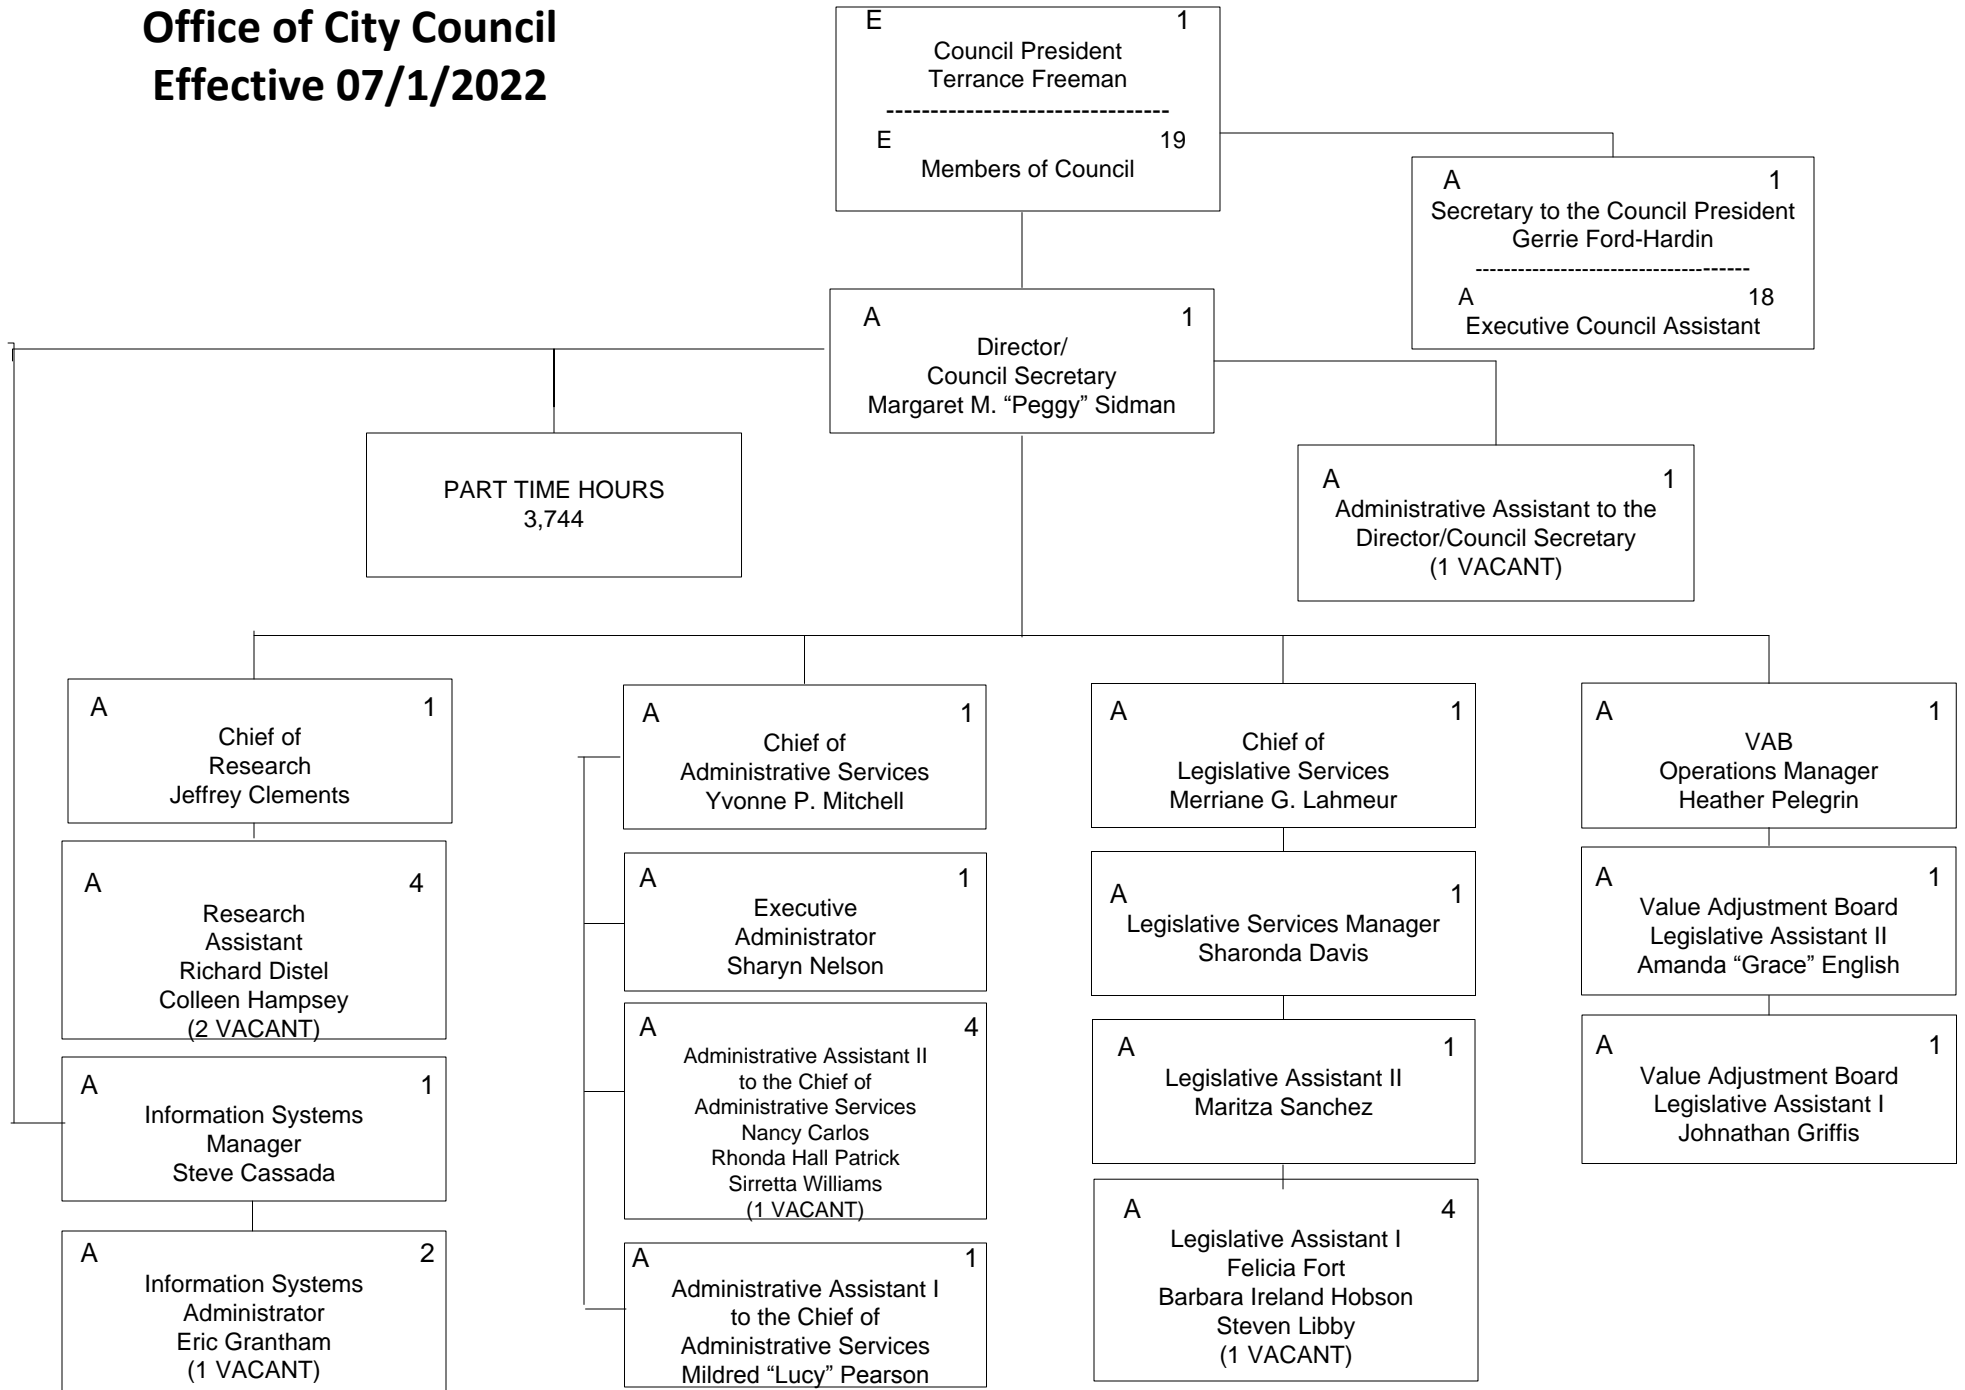 Office of City Council
Effective 07/1/2022
E 1
Council President
Terrance Freeman
--------------------------------
E 19
Members of Council
A 1
Secretary to the Council President
Gerrie Ford-Hardin
---------------------------------------
A 18
Executive Council Assistant
A 1
Director/
Council Secretary
Margaret M. “Peggy” Sidman
PART TIME HOURS
3,744
A 1
Administrative Assistant to the
Director/Council Secretary
(1 VACANT)
A 1
Chief of
Research
Jeffrey Clements
A 4
Research
Assistant
Richard Distel
Colleen Hampsey
(2 VACANT)
A 1
Information Systems
Manager
Steve Cassada
A 2
Information Systems
Administrator
Eric Grantham
(1 VACANT)
A 1
Chief of
Administrative Services
Yvonne P. Mitchell
A 1
Executive
Administrator
Sharyn Nelson
A 4
Administrative Assistant II
to the Chief of
Administrative Services
Nancy Carlos
Rhonda Hall Patrick
Sirretta Williams
(1 VACANT)
A 1
Administrative Assistant I
to the Chief of
Administrative Services
Mildred “Lucy” Pearson
A 1
Chief of
Legislative Services
Merriane G. Lahmeur
A 1
Legislative Services Manager
Sharonda Davis
A 1
Legislative Assistant II
Maritza Sanchez
A 4
Legislative Assistant I
Felicia Fort
Barbara Ireland Hobson
Steven Libby
(1 VACANT)
A 1
VAB
Operations Manager
Heather Pelegrin
A 1
Value Adjustment Board
Legislative Assistant II
Amanda “Grace” English
A 1
Value Adjustment Board
Legislative Assistant I
Johnathan Griffis